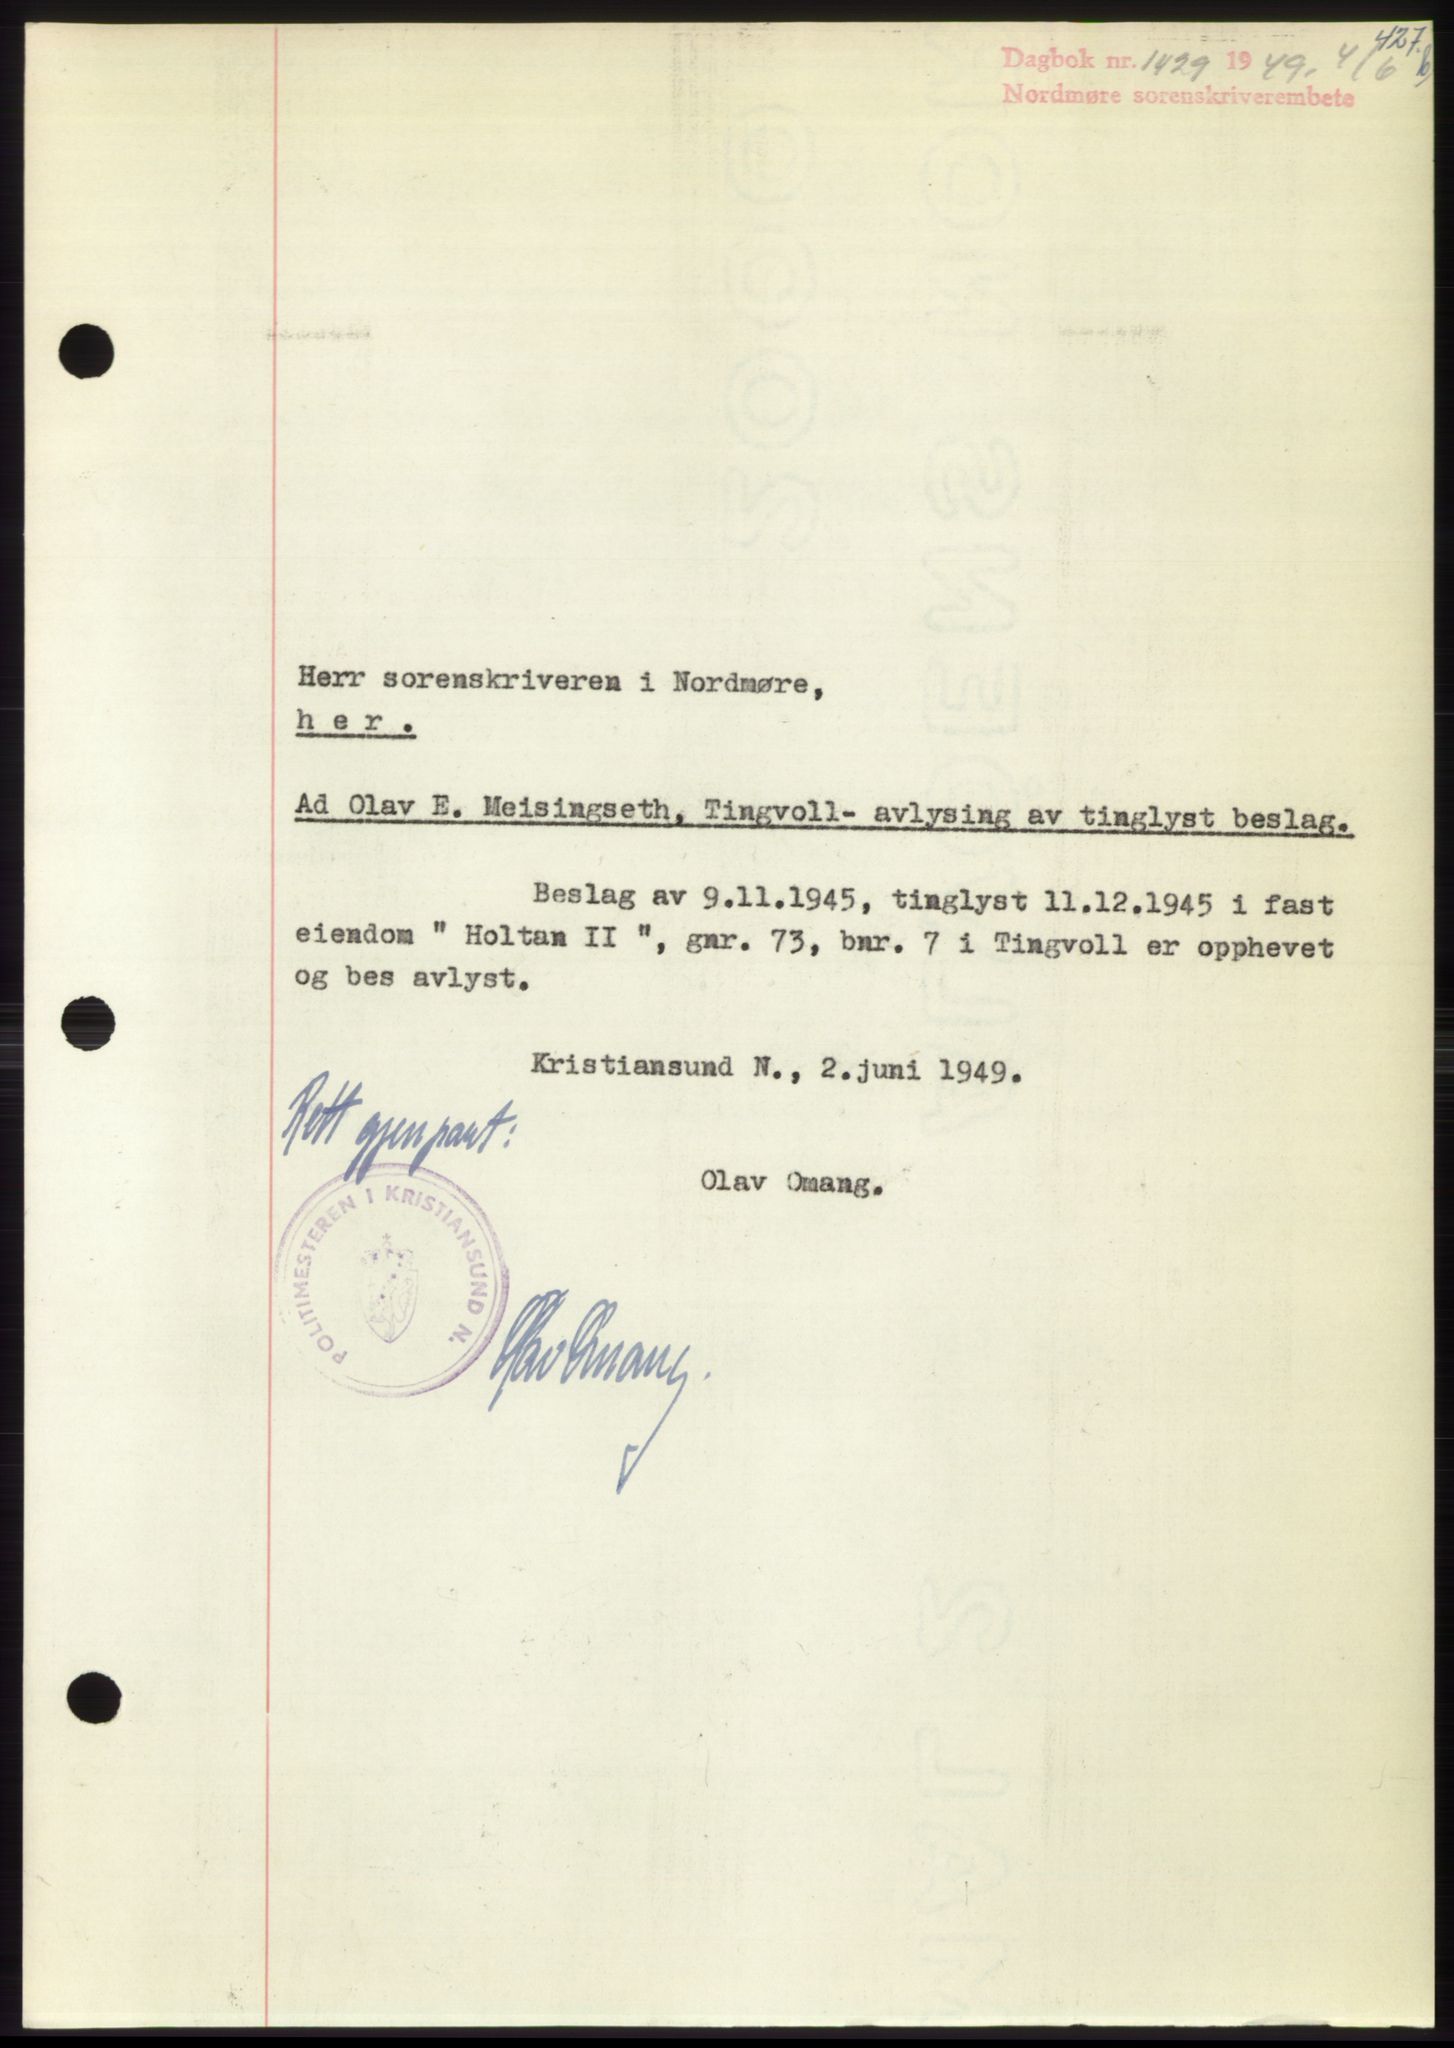 427.
Dagbok nr. 1429 1949. 4/6
Nordmøre sorenskriverembete
Herr sorenskriveren i Nordmøre,
h e r .
Ad Olav E. Meisingseth, Tingvoll- avlysing av tinglyst beslag.
Beslag av 9.11.1945, tinglyst 11.12.1945 i fast
eiendom " Holtan II ", gnr. 73, bnr. 7 i Tingvoll er opphevet
og bes avlyst.
Kristiansund N., 2.juni 1949.
Rett gjenpart:
Olav Omang.
POLITIMESTEREN I KRISTIANSUND N.
Olav Omang.